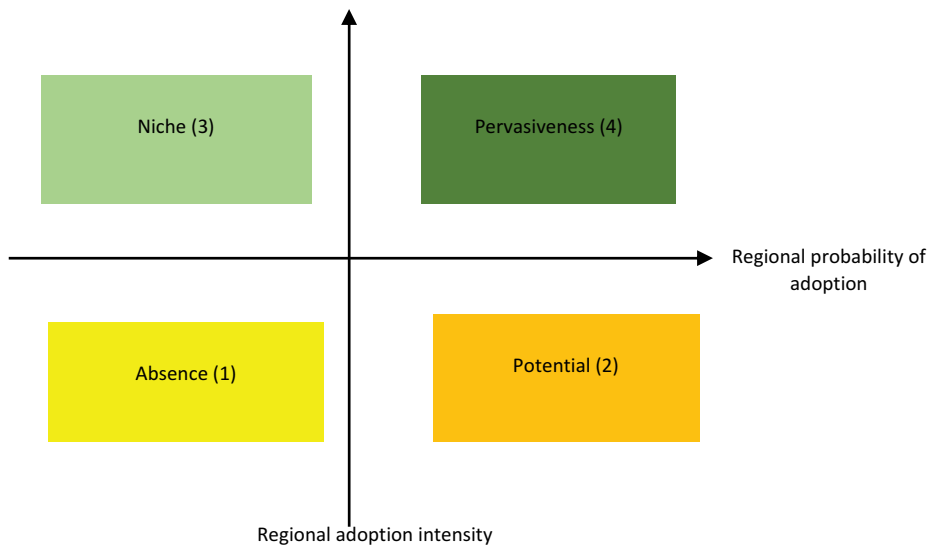 Niche (3)
Pervasiveness (4)
Regional probability of
adoption
Absence (1)
Potential (2)
Regional adoption intensity